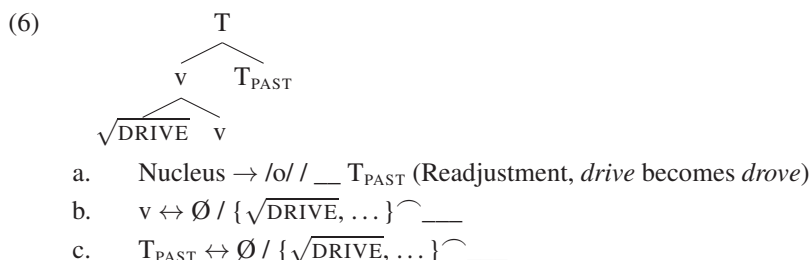 (6) T
v T_PAST
√DRIVE v
a. Nucleus → /o/ / __ T_PAST (Readjustment, drive becomes drove)
b. v ↔ Ø / {√DRIVE, … }⁀___
c. T_PAST ↔ Ø / {√DRIVE, … }⁀